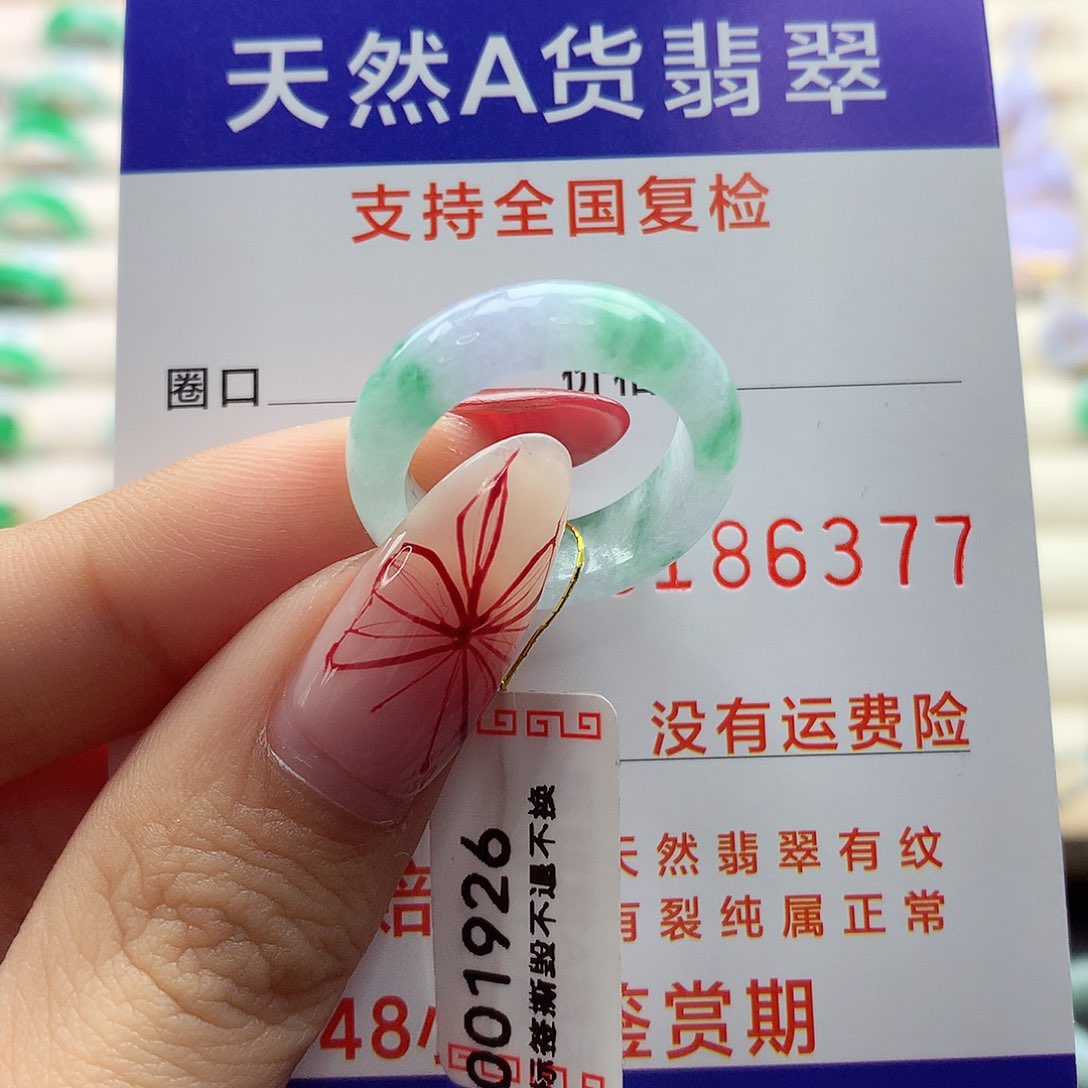 天然A货翡翠
支持全国复检
圈口
186377
没有运费险
然翡翠有纹
有裂纯属正常
48
签赏期
001926
标签撕毁不退不换